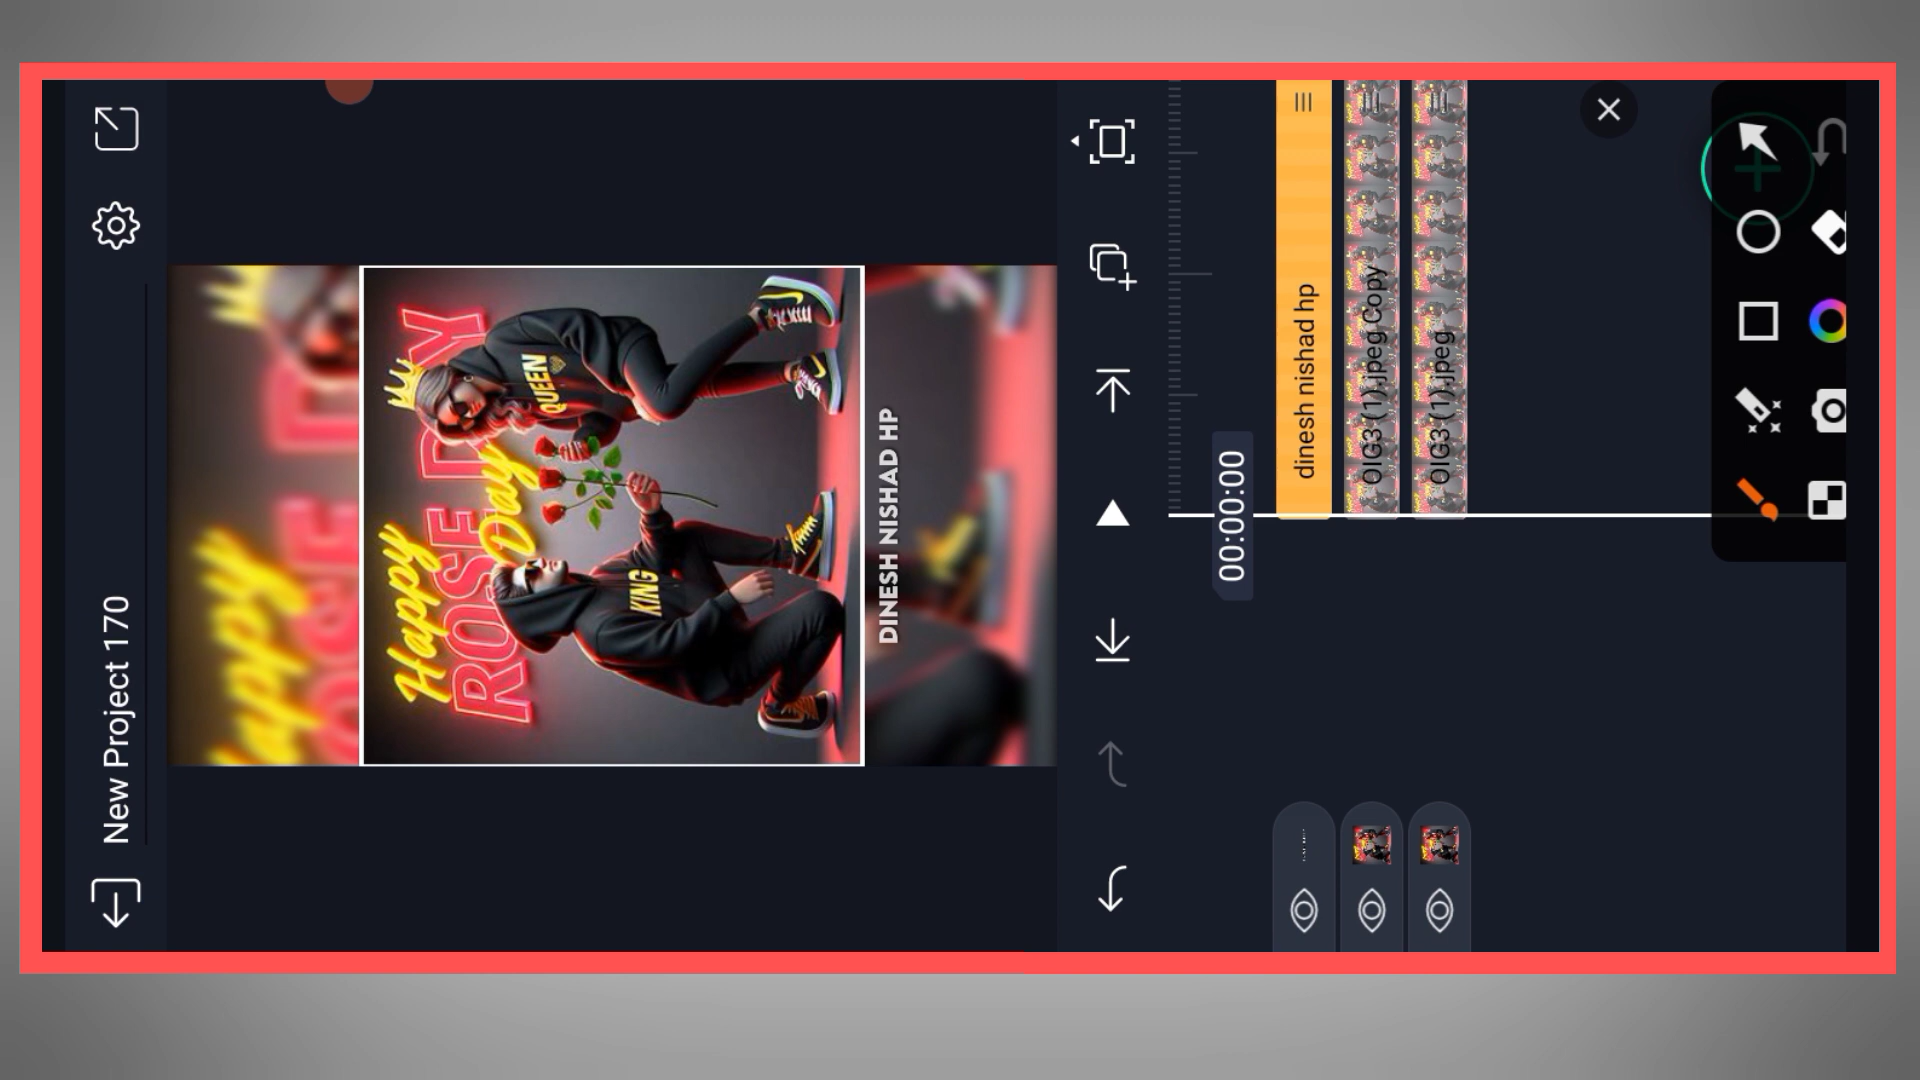 New Project 170
appy
Happy
ROSE DAY
Day
QUEEN
KING
DINESH NISHAD HP
00:00:00
dinesh nishad hp
OIG3 (1).jpeg Copy
OIG3 (1).jpeg